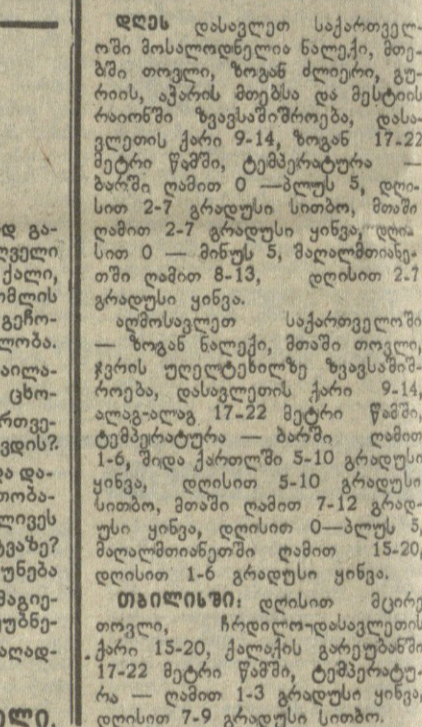 დღეს დასავლეთ საქართველ-
ოში მოსალოდნელია ნალექი, მთე-
ბში თოვლი, ზოგან ძლიერი, გუ-
რიის, აჭარის მთებსა და მესტიის
რაიონში ზვავსაშიშროება, დასა-
ვლეთის ქარი 9-14, ზოგან 17-22
მეტრი წამში, ტემპერატურა —
ბარში ღამით 0 —პლუს 5, დღი-
სით 2-7 გრადუსი სითბო, მთაში
ღამით 2-7 გრადუსი ყინვა, დღი-
სით 0 — მინუს 5, მაღალმთიანე-
თში ღამით 8-13, დღისით 2-7
გრადუსი ყინვა.
აღმოსავლეთ საქართველოში
— ზოგან ნალექი, მთაში თოვლი,
ჯვრის უღელტეხილზე ზვავსაშიშ-
როება, დასავლეთის ქარი 9-14,
ალაგ-ალაგ 17-22 მეტრი წამში,
ტემპერატურა — ბარში ღამით
1-6, შიდა ქართლში 5-10 გრადუსი
ყინვა, დღისით 5-10 გრადუსი
სითბო, მთაში ღამით 7-12 გრად-
უსი ყინვა, დღისით 0—პლუს 5,
მაღალმთიანეთში ღამით 15-20,
დღისით 1-6 გრადუსი ყინვა.
თბილისში: დღისით მცირე
თოვლი, ჩრდილო-დასავლეთის
ქარი 15-20, ქალაქის გარეუბანში
17-22 მეტრი წამში, ტემპერატუ-
რა — ღამით 1-3 გრადუსი ყინვა,
დღისით 7-9 გრადუსი სითბო.